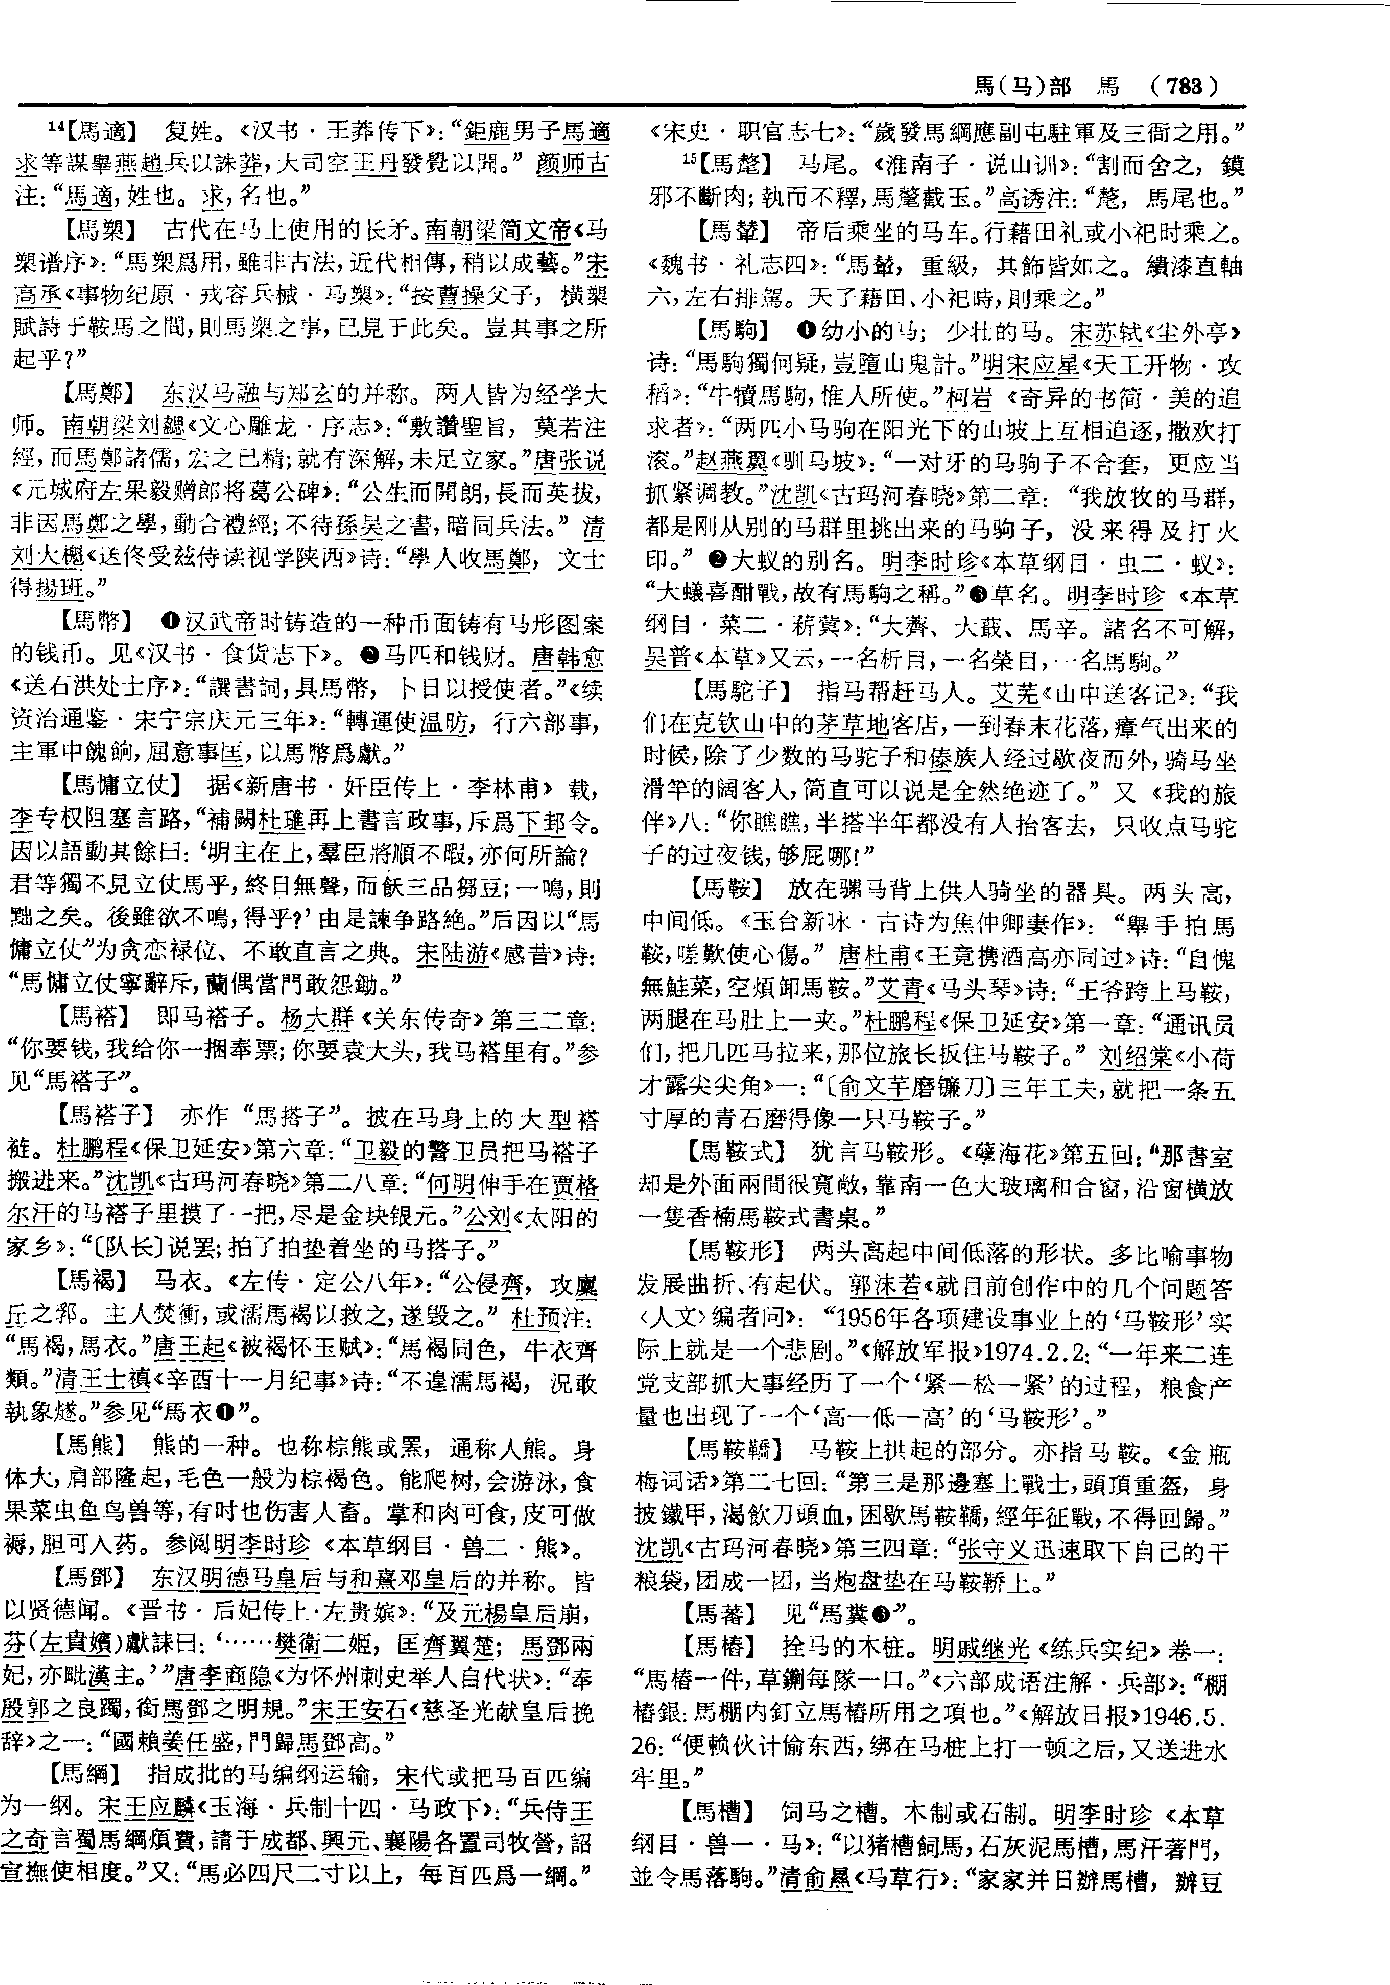 馬(马)部　馬　(783)
¹⁴【馬適】　复姓。《汉书·王莽传下》：“鉅鹿男子馬適
求等謀舉燕趙兵以誅莽，大司空王丹發覺以聞。”颜师古
注：“馬適，姓也。求，名也。”
【馬槊】　古代在马上使用的长矛。南朝梁简文帝《马
槊谱序》：“馬槊爲用，雖非古法，近代相傳，稍以成藝。”宋
高承《事物纪原·戎容兵械·马槊》：“按曹操父子，横槊
賦詩于鞍馬之間，則馬槊之事，已見于此矣。豈其事之所
起乎？”
【馬鄭】　东汉马融与郑玄的并称。两人皆为经学大
师。南朝梁刘勰《文心雕龙·序志》：“敷讚聖旨，莫若注
經，而馬鄭諸儒，宏之已精；就有深解，未足立家。”唐张说
《元城府左果毅赠郎将葛公碑》：“公生而開朗，長而英拔，
非因馬鄭之學，動合禮經；不待孫吴之書，暗同兵法。”清
刘大櫆《送佟受兹侍读视学陕西》诗：“學人收馬鄭，文士
得揚班。”
【馬幣】　❶汉武帝时铸造的一种币面铸有马形图案
的钱币。见《汉书·食货志下》。❷马匹和钱财。唐韩愈
《送石洪处士序》：“譔書詞，具馬幣，卜日以授使者。”《续
资治通鉴·宋宁宗庆元三年》：“轉運使温昉，行六部事，
主軍中餽餉，屈意事匡，以馬幣爲獻。”
【馬慵立仗】　据《新唐书·奸臣传上·李林甫》载，
李专权阻塞言路，“補闕杜璡再上書言政事，斥爲下邽令。
因以語動其餘曰：‘明主在上，羣臣將順不暇，亦何所論？
君等獨不見立仗馬乎，終日無聲，而飫三品芻豆；一鳴，則
黜之矣。後雖欲不鳴，得乎？’由是諫争路絶。”后因以“馬
慵立仗”为贪恋禄位、不敢直言之典。宋陆游《感昔》诗：
“馬慵立仗寧辭斥，蘭偶當門敢怨鋤。”
【馬褡】　即马褡子。杨大群《关东传奇》第三二章：
“你要钱，我给你一捆奉票；你要袁大头，我马褡里有。”参
见“馬褡子”。
【馬褡子】　亦作“馬搭子”。披在马身上的大型褡
裢。杜鹏程《保卫延安》第六章：“卫毅的警卫员把马褡子
搬进来。”沈凯《古玛河春晓》第二八章：“何明伸手在贾格
尔汗的马褡子里摸了一把，尽是金块银元。”公刘《太阳的
家乡》：“〔队长〕说罢；拍了拍垫着坐的马搭子。”
【馬褐】　马衣。《左传·定公八年》：“公侵齊，攻廩
丘之郛。主人焚衝，或濡馬褐以救之，遂毁之。”杜预注：
“馬褐，馬衣。”唐王起《被褐怀玉赋》：“馬褐同色，牛衣齊
類。”清王士禛《辛酉十一月纪事》诗：“不遑濡馬褐，況敢
執象燧。”参见“馬衣❶”。
【馬熊】　熊的一种。也称棕熊或罴，通称人熊。身
体大，肩部隆起，毛色一般为棕褐色。能爬树，会游泳，食
果菜虫鱼鸟兽等，有时也伤害人畜。掌和肉可食，皮可做
褥，胆可入药。参阅明李时珍《本草纲目·兽二·熊》。
【馬鄧】　东汉明德马皇后与和熹邓皇后的并称。皆
以贤德闻。《晋书·后妃传上·左贵嫔》：“及元楊皇后崩，
芬(左貴嬪)獻誄曰：‘……樊衛二姬，匡齊翼楚；馬鄧兩
妃，亦毗漢主。’”唐李商隐《为怀州刺史举人自代状》：“奉
殷郭之良躅，銜馬鄧之明規。”宋王安石《慈圣光献皇后挽
辞》之一：“國賴姜任盛，門歸馬鄧高。”
【馬綱】　指成批的马编纲运输，宋代或把马百匹编
为一纲。宋王应麟《玉海·兵制十四·马政下》：“兵侍王
之奇言蜀馬綱煩費，請于成都、興元、襄陽各置司牧營，詔
宣撫使相度。”又：“馬必四尺二寸以上，每百匹爲一綱。”
《宋史·职官志七》：“歲發馬綱應副屯駐軍及三衙之用。”
¹⁵【馬氂】　马尾。《淮南子·说山训》：“割而舍之，鏌
邪不斷肉；執而不釋，馬氂截玉。”高诱注：“氂，馬尾也。”
【馬輦】　帝后乘坐的马车。行藉田礼或小祀时乘之。
《魏书·礼志四》：“馬輦，重級，其飾皆如之。繢漆直軸
六，左右排駕。天子藉田、小祀時，則乘之。”
【馬駒】　❶幼小的马；少壮的马。宋苏轼《尘外亭》
诗：“馬駒獨何疑，豈墮山鬼計。”明宋应星《天工开物·攻
稻》：“牛犢馬駒，惟人所使。”柯岩《奇异的书简·美的追
求者》：“两匹小马驹在阳光下的山坡上互相追逐，撒欢打
滚。”赵燕翼《驯马坡》：“一对牙的马驹子不合套，更应当
抓紧调教。”沈凯《古玛河春晓》第二章：“我放牧的马群，
都是刚从别的马群里挑出来的马驹子，没来得及打火
印。”❷大蚁的别名。明李时珍《本草纲目·虫二·蚁》：
“大蟻喜酣戰，故有馬駒之稱。”❸草名。明李时珍《本草
纲目·菜二·菥蓂》：“大薺、大蕺、馬辛。諸名不可解，
吴普《本草》又云，一名析目，一名榮目，一名馬駒。”
【馬駝子】　指马帮赶马人。艾芜《山中送客记》：“我
们在克钦山中的茅草地客店，一到春末花落，瘴气出来的
时候，除了少数的马驼子和傣族人经过歇夜而外，骑马坐
滑竿的阔客人，简直可以说是全然绝迹了。”又《我的旅
伴》八：“你瞧瞧，半搭半年都没有人抬客去，只收点马驼
子的过夜钱，够屁哪！”
【馬鞍】　放在骡马背上供人骑坐的器具。两头高，
中间低。《玉台新咏·古诗为焦仲卿妻作》：“舉手拍馬
鞍，嗟歎使心傷。”唐杜甫《王竟携酒高亦同过》诗：“自愧
無鮭菜，空煩卸馬鞍。”艾青《马头琴》诗：“王爷跨上马鞍，
两腿在马肚上一夹。”杜鹏程《保卫延安》第一章：“通讯员
们，把几匹马拉来，那位旅长扳住马鞍子。”刘绍棠《小荷
才露尖尖角》一：“〔俞文芊磨镰刀〕三年工夫，就把一条五
寸厚的青石磨得像一只马鞍子。”
【馬鞍式】　犹言马鞍形。《孽海花》第五回：“那書室
却是外面兩間很寬敞，靠南一色大玻璃和合窗，沿窗横放
一隻香楠馬鞍式書桌。”
【馬鞍形】　两头高起中间低落的形状。多比喻事物
发展曲折、有起伏。郭沫若《就目前创作中的几个问题答
〈人文〉编者问》：“1956年各项建设事业上的‘马鞍形’实
际上就是一个悲剧。”《解放军报》1974.2.2：“一年来二连
党支部抓大事经历了一个‘紧—松—紧’的过程，粮食产
量也出现了一个‘高—低—高’的‘马鞍形’。”
【馬鞍鞽】　马鞍上拱起的部分。亦指马鞍。《金瓶
梅词话》第二七回：“第三是那邊塞上戰士，頭頂重盔，身
披鐵甲，渴飲刀頭血，困歇馬鞍鞽，經年征戰，不得回歸。”
沈凯《古玛河春晓》第三四章：“张守义迅速取下自己的干
粮袋，团成一团，当炮盘垫在马鞍鞒上。”
【馬蕃】　见“馬糞❸”。
【馬樁】　拴马的木桩。明戚继光《练兵实纪》卷一：
“馬樁一件，草鍘每隊一口。”《六部成语注解·兵部》：“棚
樁銀：馬棚内釘立馬樁所用之項也。”《解放日报》1946.5.
26：“便赖伙计偷东西，绑在马桩上打一顿之后，又送进水
牢里。”
【馬槽】　饲马之槽。木制或石制。明李时珍《本草
纲目·兽一·马》：“以猪槽飼馬，石灰泥馬槽，馬汗著門，
並令馬落駒。”清俞㬎《马草行》：“家家并日辦馬槽，辦豆